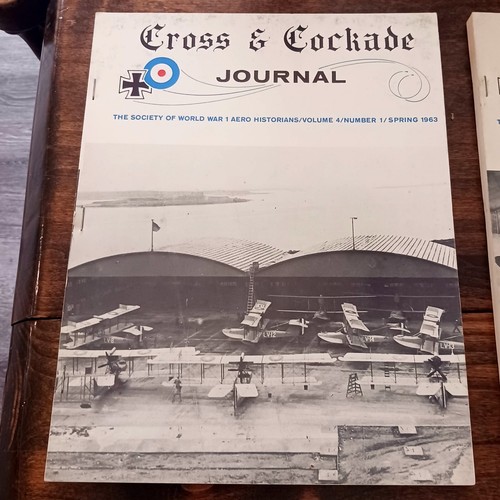 Cross & Cockade
JOURNAL
THE SOCIETY OF WORLD WAR 1 AERO HISTORIANS/VOLUME 4/NUMBER 1/SPRING 1963